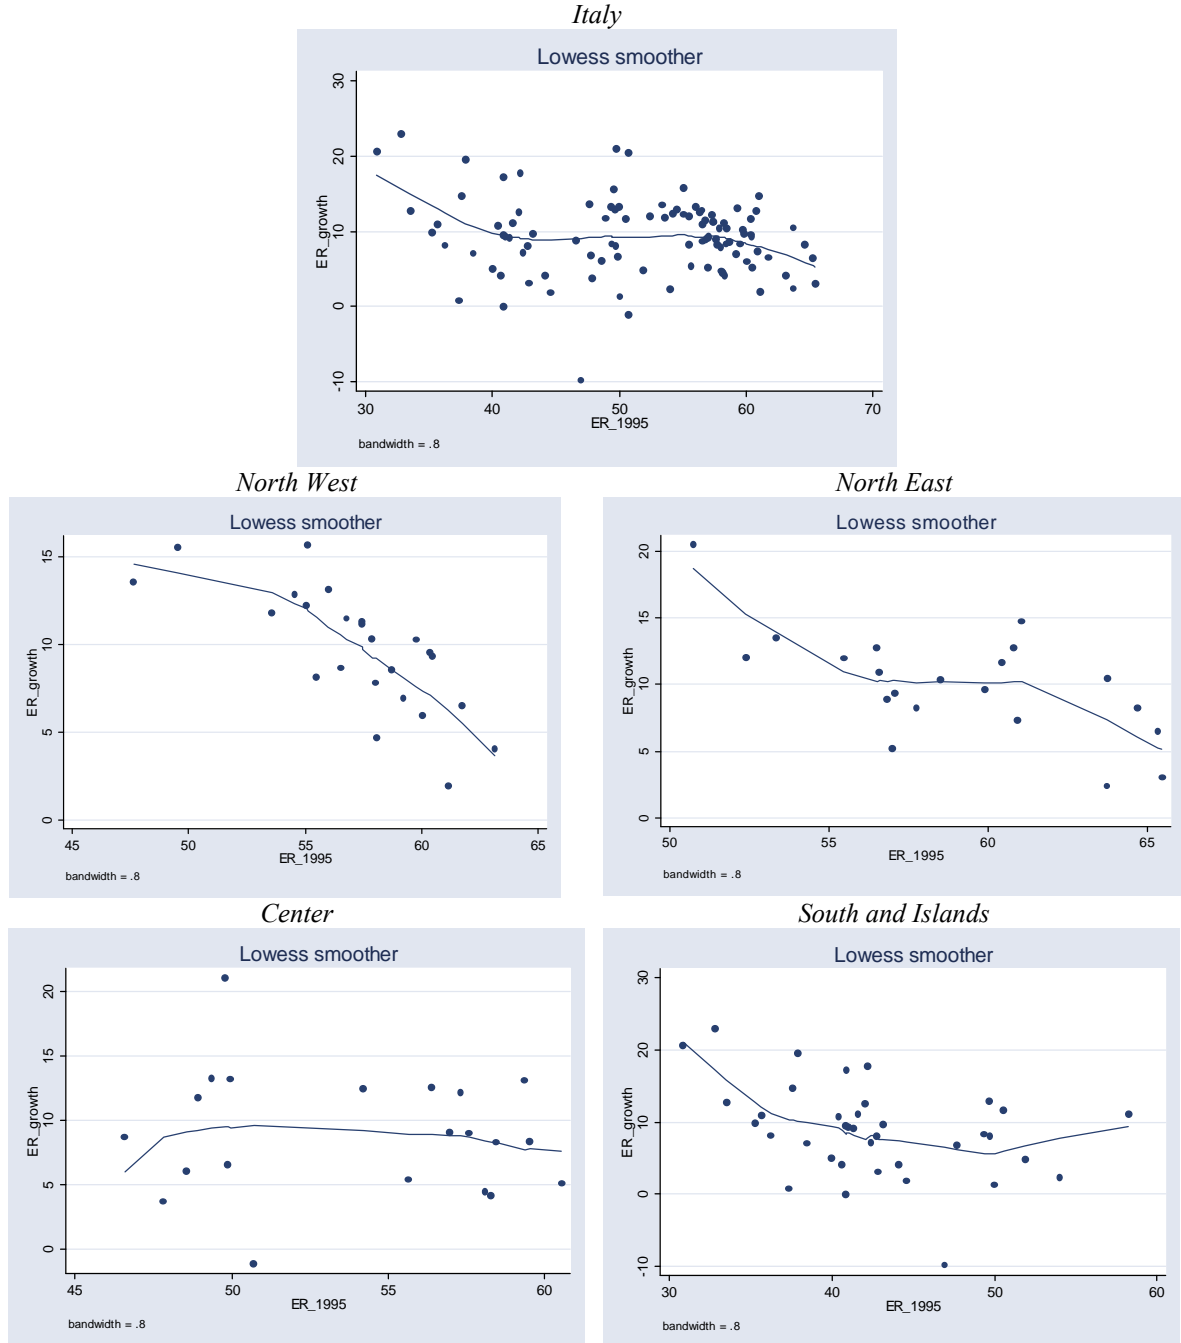 Italy
Lowess smoother
30
20
10
0
-10
ER_growth
30 40 50 60 70
ER_1995
bandwidth = .8
North West
Lowess smoother
15
10
5
0
ER_growth
45 50 55 60 65
ER_1995
bandwidth = .8
North East
Lowess smoother
20
15
10
5
0
ER_growth
50 55 60 65
ER_1995
bandwidth = .8
Center
Lowess smoother
20
15
10
5
0
ER_growth
45 50 55 60
ER_1995
bandwidth = .8
South and Islands
Lowess smoother
30
20
10
0
-10
ER_growth
30 40 50 60
ER_1995
bandwidth = .8